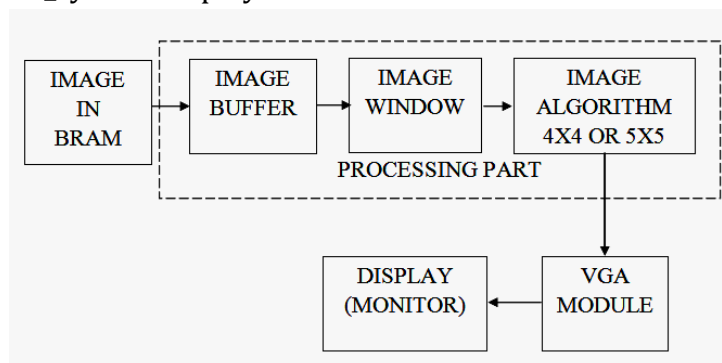 IMAGE
IN
BRAM
IMAGE
BUFFER
IMAGE
WINDOW
IMAGE
ALGORITHM
4X4 OR 5X5
PROCESSING PART
DISPLAY
(MONITOR)
VGA
MODULE